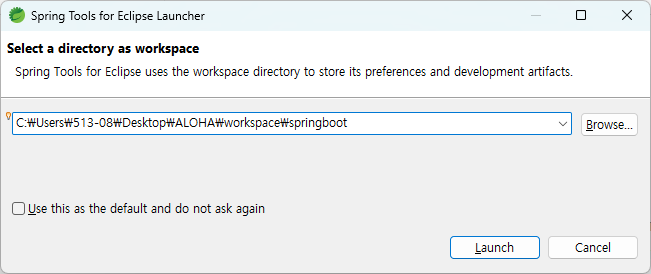 Spring Tools for Eclipse Launcher
Select a directory as workspace
Spring Tools for Eclipse uses the workspace directory to store its preferences and development artifacts.
C:₩Users₩513-08₩Desktop₩ALOHA₩workspace₩springboot
Browse...
Use this as the default and do not ask again
Launch
Cancel